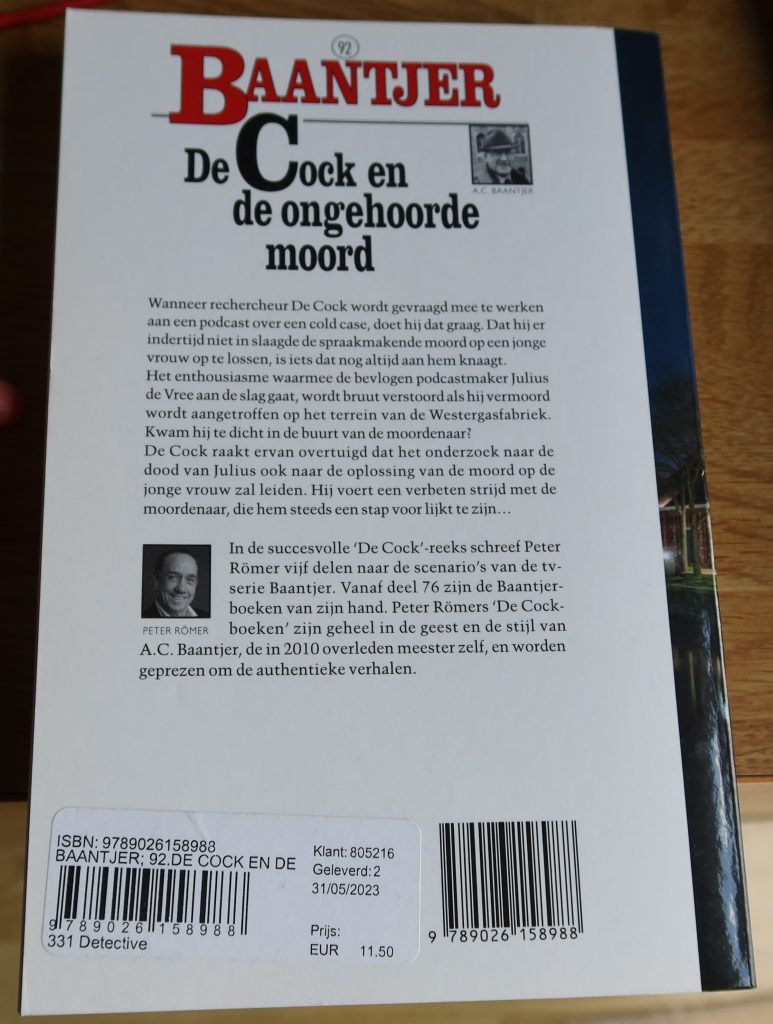 92
BAANTJER
De Cock en
de ongehoorde
moord
A.C. BAANTJER
Wanneer rechercheur De Cock wordt gevraagd mee te werken
aan een podcast over een cold case, doet hij dat graag. Dat hij er
indertijd niet in slaagde de spraakmakende moord op een jonge
vrouw op te lossen, is iets dat nog altijd aan hem knaagt.
Het enthousiasme waarmee de bevlogen podcastmaker Julius
de Vree aan de slag gaat, wordt bruut verstoord als hij vermoord
wordt aangetroffen op het terrein van de Westergasfabriek.
Kwam hij te dicht in de buurt van de moordenaar?
De Cock raakt ervan overtuigd dat het onderzoek naar de
dood van Julius ook naar de oplossing van de moord op de
jonge vrouw zal leiden. Hij voert een verbeten strijd met de
moordenaar, die hem steeds een stap voor lijkt te zijn…
In de succesvolle ‘De Cock’-reeks schreef Peter
Römer vijf delen naar de scenario’s van de tv-
serie Baantjer. Vanaf deel 76 zijn de Baantjer-
boeken van zijn hand. Peter Römers ‘De Cock-
boeken’ zijn geheel in de geest en de stijl van
A.C. Baantjer, de in 2010 overleden meester zelf, en worden
geprezen om de authentieke verhalen.
PETER RÖMER
ISBN: 9789026158988
BAANTJER; 92.DE COCK EN DE
9 789026 158988
331 Detective
Klant: 805216
Geleverd: 2
31/05/2023
Prijs:
EUR 11.50
9 789026 158988